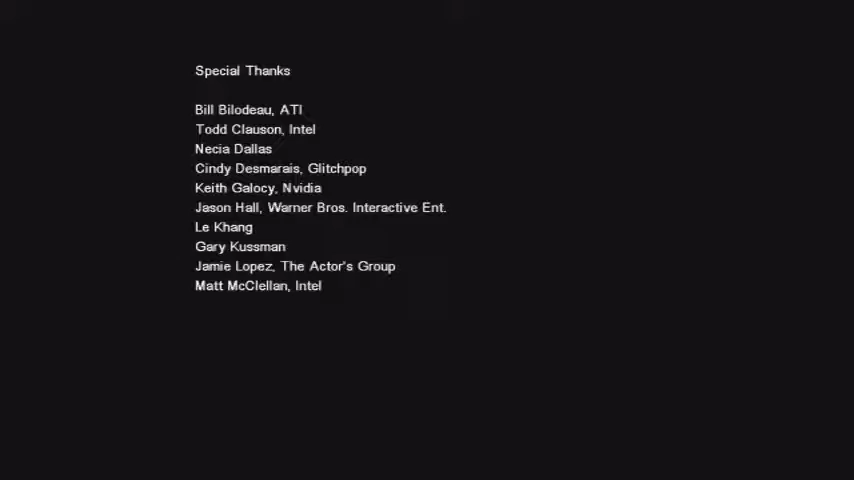 Special Thanks
Bill Bilodeau, ATI
Todd Clauson, Intel
Necia Dallas
Cindy Desmarais, Glitchpop
Keith Galocy, Nvidia
Jason Hall, Warner Bros. Interactive Ent.
Le Khang
Gary Kussman
Jamie Lopez, The Actor's Group
Matt McClellan, Intel